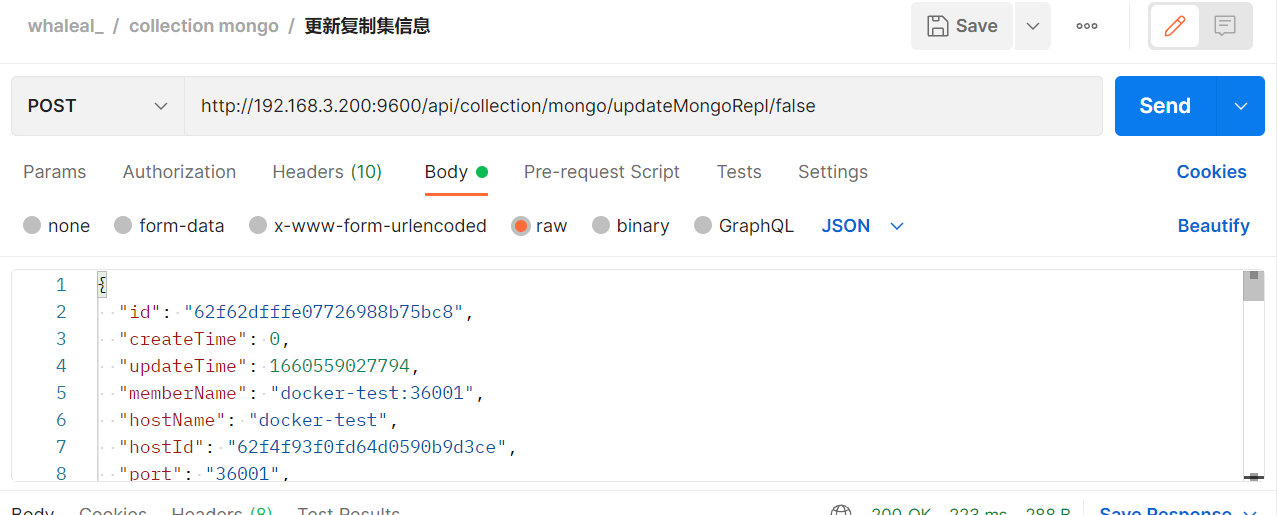 whaleal_ / collection mongo / 更新复制集信息
Save
POST
http://192.168.3.200:9600/api/collection/mongo/updateMongoRepl/false
Send
Params Authorization Headers (10) Body Pre-request Script Tests Settings Cookies
none form-data x-www-form-urlencoded raw binary GraphQL JSON Beautify
1 {
2 "id": "62f62dfffe07726988b75bc8",
3 "createTime": 0,
4 "updateTime": 1660559027794,
5 "memberName": "docker-test:36001",
6 "hostName": "docker-test",
7 "hostId": "62f4f93f0fd64d0590b9d3ce",
8 "port": "36001",
Body Cookies Headers (8) Test Results 200 OK 223 ms 288 B Save Response